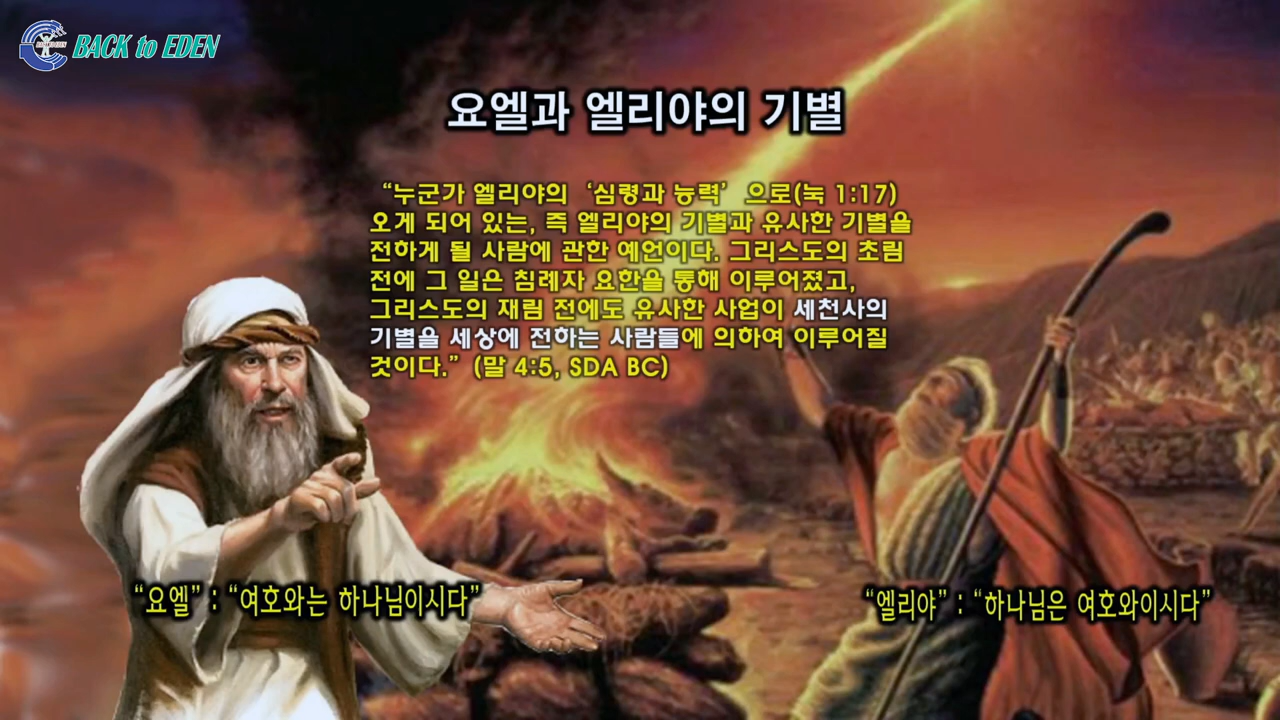 BACK to EDEN
요엘과 엘리야의 기별
“누군가 엘리야의 ‘심령과 능력’ 으로(눅 1:17)
오게 되어 있는, 즉 엘리야의 기별과 유사한 기별을
전하게 될 사람에 관한 예언이다. 그리스도의 초림
전에 그 일은 침례자 요한을 통해 이루어졌고,
그리스도의 재림 전에도 유사한 사업이 세천사의
기별을 세상에 전하는 사람들에 의하여 이루어질
것이다.” (말 4:5, SDA BC)
“요엘” : “여호와는 하나님이시다”
“엘리야” : “하나님은 여호와이시다”